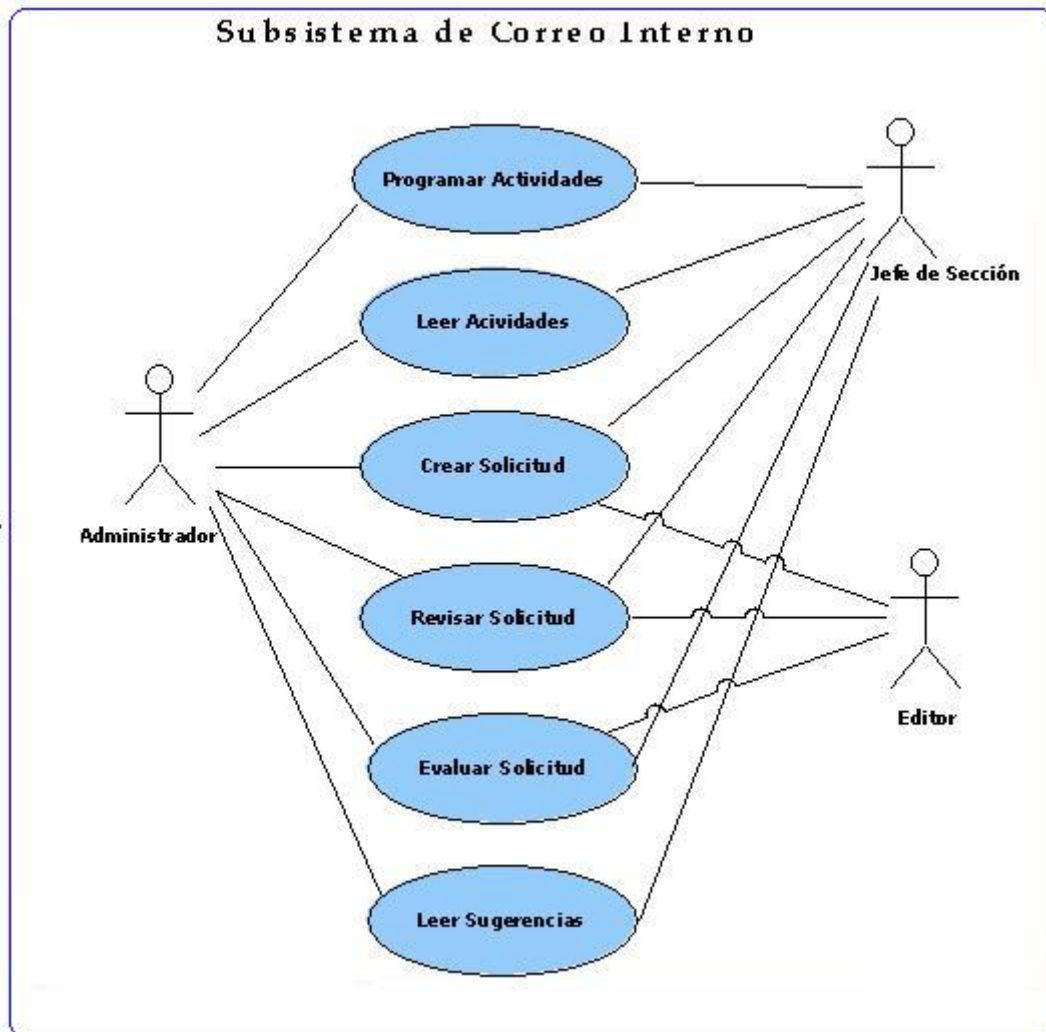 Subsistema de Correo Interno
Programar Actividades
Jefe de Sección
Leer Acividades
Crear Solicitud
Administrador
Revisar Solicitud
Editor
Evaluar Solicitud
Leer Sugerencias